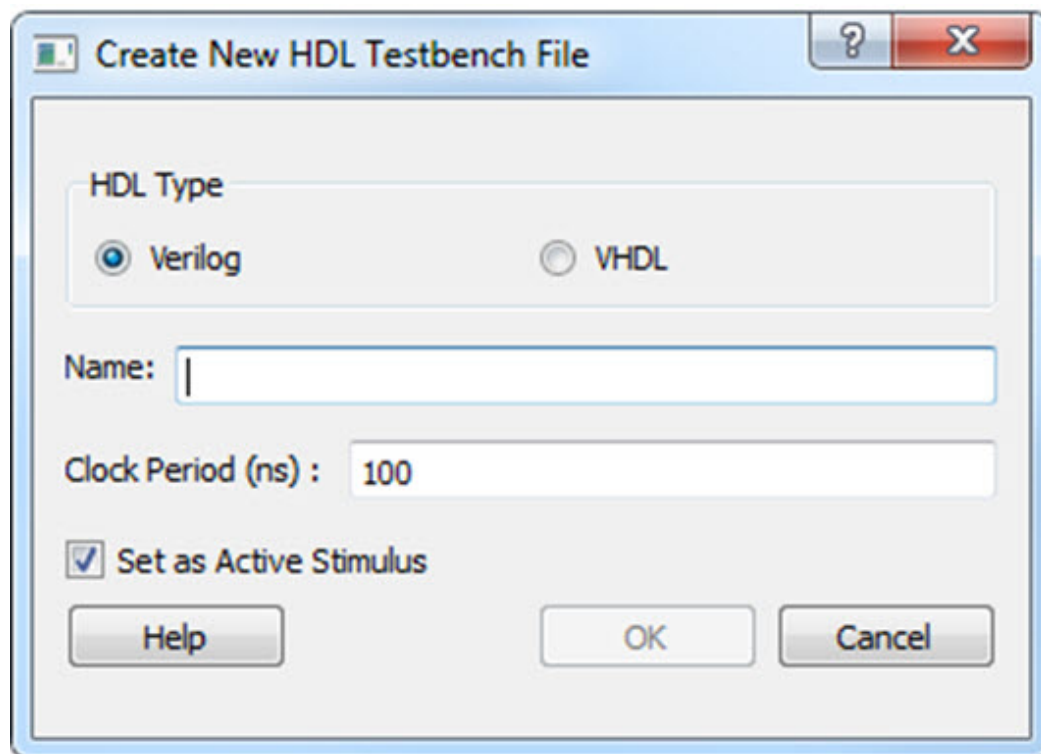 Create New HDL Testbench File
HDL Type
Verilog VHDL
Name:
Clock Period (ns) : 100
Set as Active Stimulus
Help OK Cancel